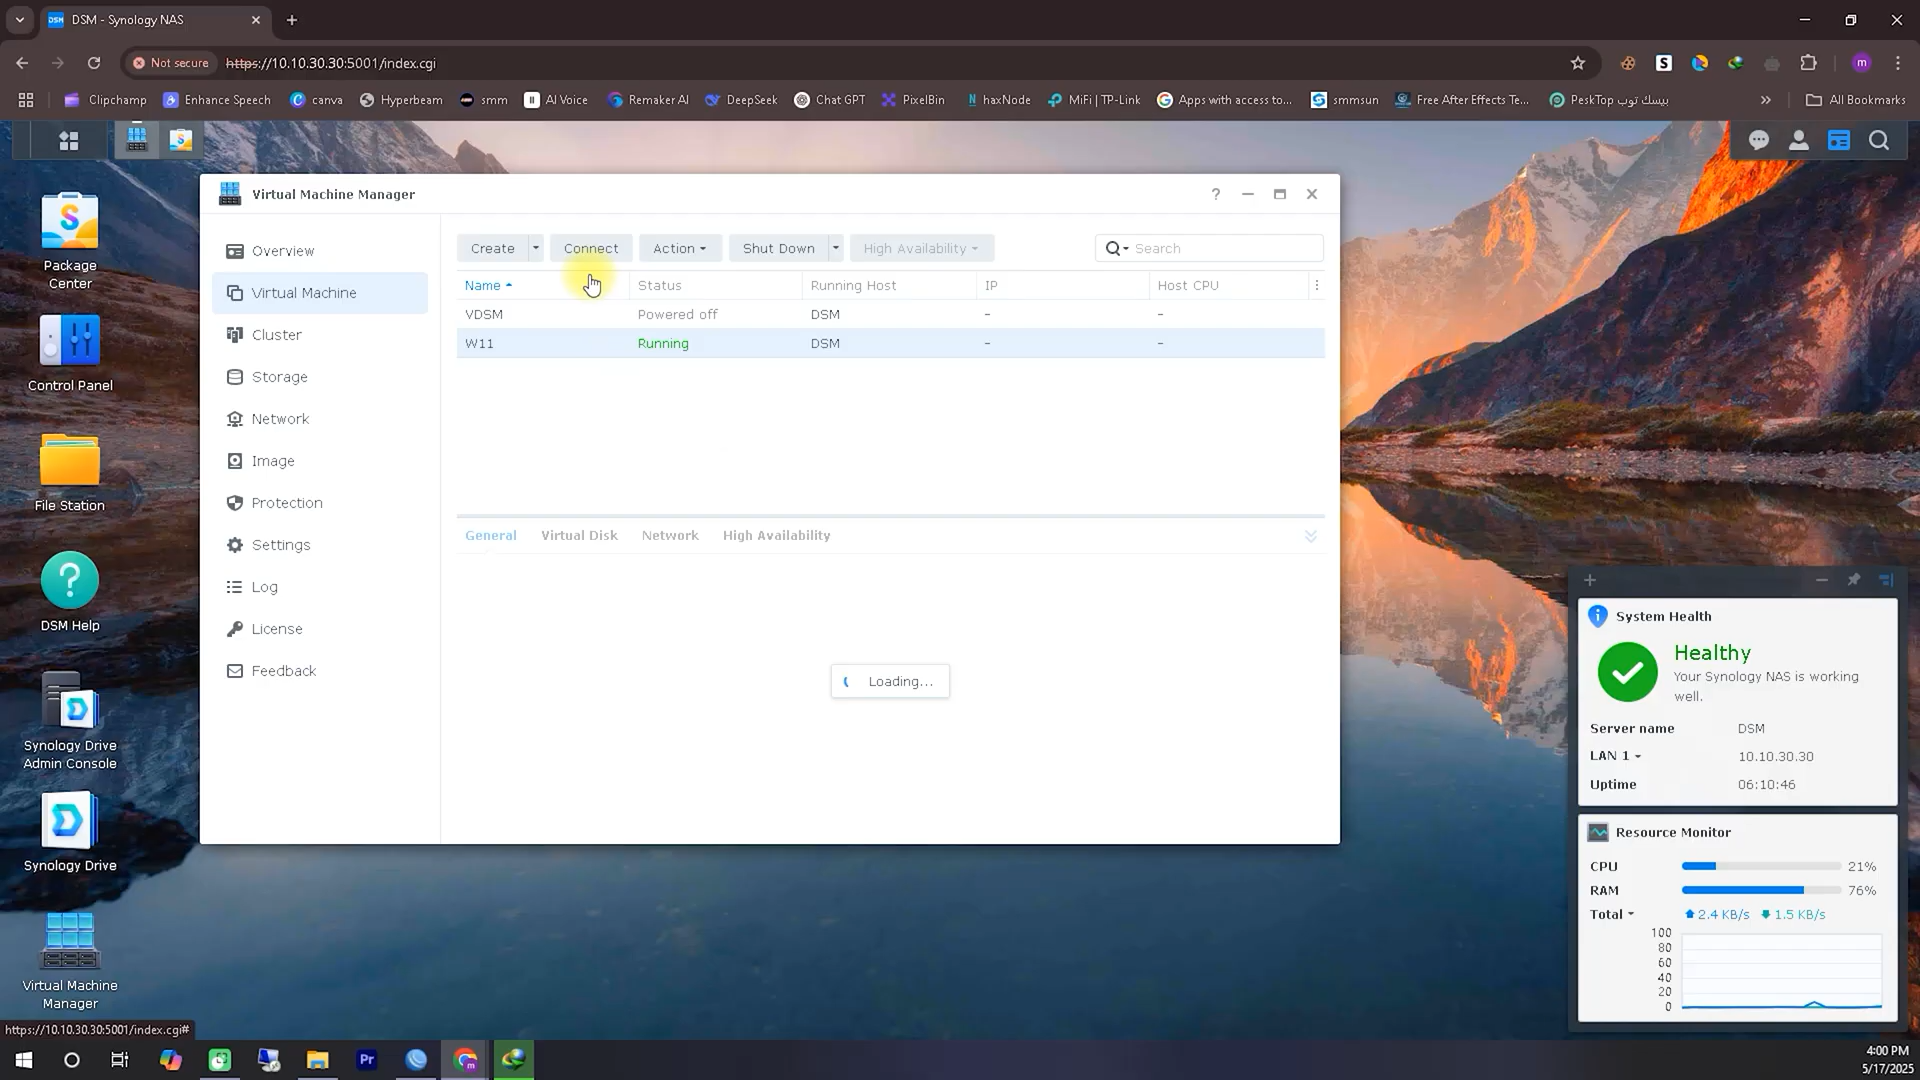 DSM - Synology NAS
Not secure
https://10.10.30.30:5001/index.cgi
m
Clipchamp
Enhance Speech
canva
Hyperbeam
smm
AI Voice
Remaker AI
DeepSeek
Chat GPT
PixelBin
haxNode
MiFi | TP-Link
Apps with access to...
smmsun
Free After Effects Te...
PeskTop بيسك توب
All Bookmarks
Package
Center
Control Panel
File Station
DSM Help
Synology Drive
Admin Console
Synology Drive
Virtual Machine
Manager
Virtual Machine Manager
Overview
Virtual Machine
Cluster
Storage
Network
Image
Protection
Settings
Log
License
Feedback
Create
Connect
Action
Shut Down
High Availability
Search
Name
Status
Running Host
IP
Host CPU
VDSM
Powered off
DSM
-
-
W11
Running
DSM
-
-
General
Virtual Disk
Network
High Availability
Loading...
System Health
Healthy
Your Synology NAS is working
well.
Server name
DSM
LAN 1
10.10.30.30
Uptime
06:10:46
Resource Monitor
CPU
21%
RAM
76%
Total
2.4 KB/s
1.5 KB/s
100
80
60
40
20
0
https://10.10.30.30:5001/index.cgi#
Pr
m
4:00 PM
5/17/2025